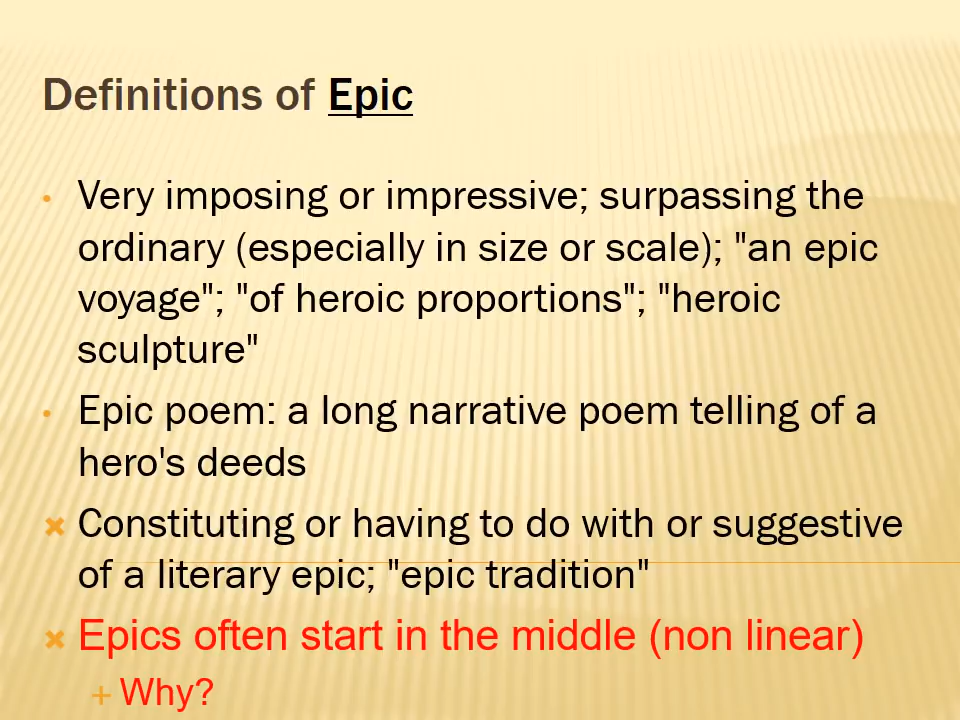 Definitions of Epic
• Very imposing or impressive; surpassing the
ordinary (especially in size or scale); "an epic
voyage"; "of heroic proportions"; "heroic
sculpture"
• Epic poem: a long narrative poem telling of a
hero's deeds
× Constituting or having to do with or suggestive
of a literary epic; "epic tradition"
× Epics often start in the middle (non linear)
+ Why?